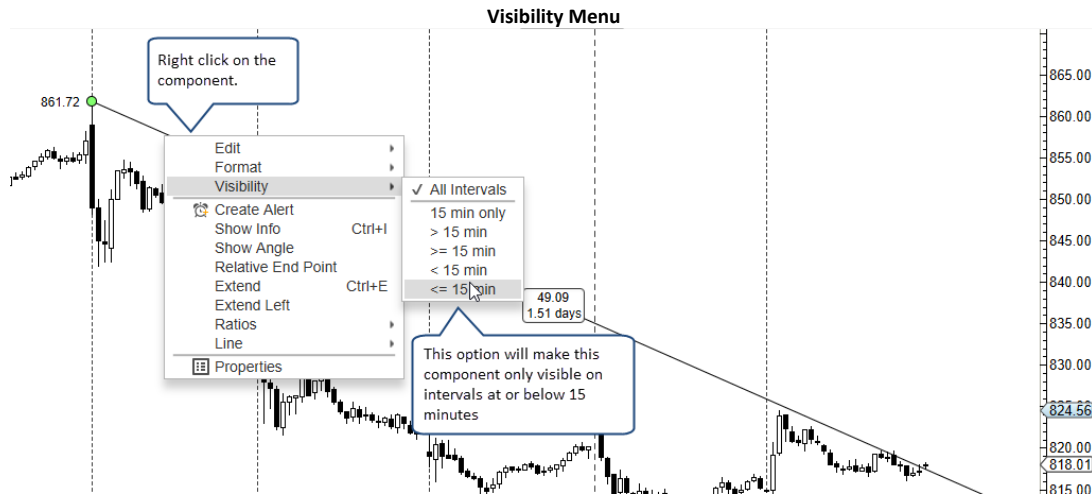 Visibility Menu
Right click on the
component.
861.72
Edit
Format
Visibility
Create Alert
Show Info Ctrl+I
Show Angle
Relative End Point
Extend Ctrl+E
Extend Left
Ratios
Line
Properties
✓ All Intervals
15 min only
> 15 min
>= 15 min
< 15 min
<= 15 min
49.09
1.51 days
This option will make this
component only visible on
intervals at or below 15
minutes
865.00
860.00
855.00
850.00
845.00
840.00
835.00
830.00
824.56
820.00
818.01
815.00